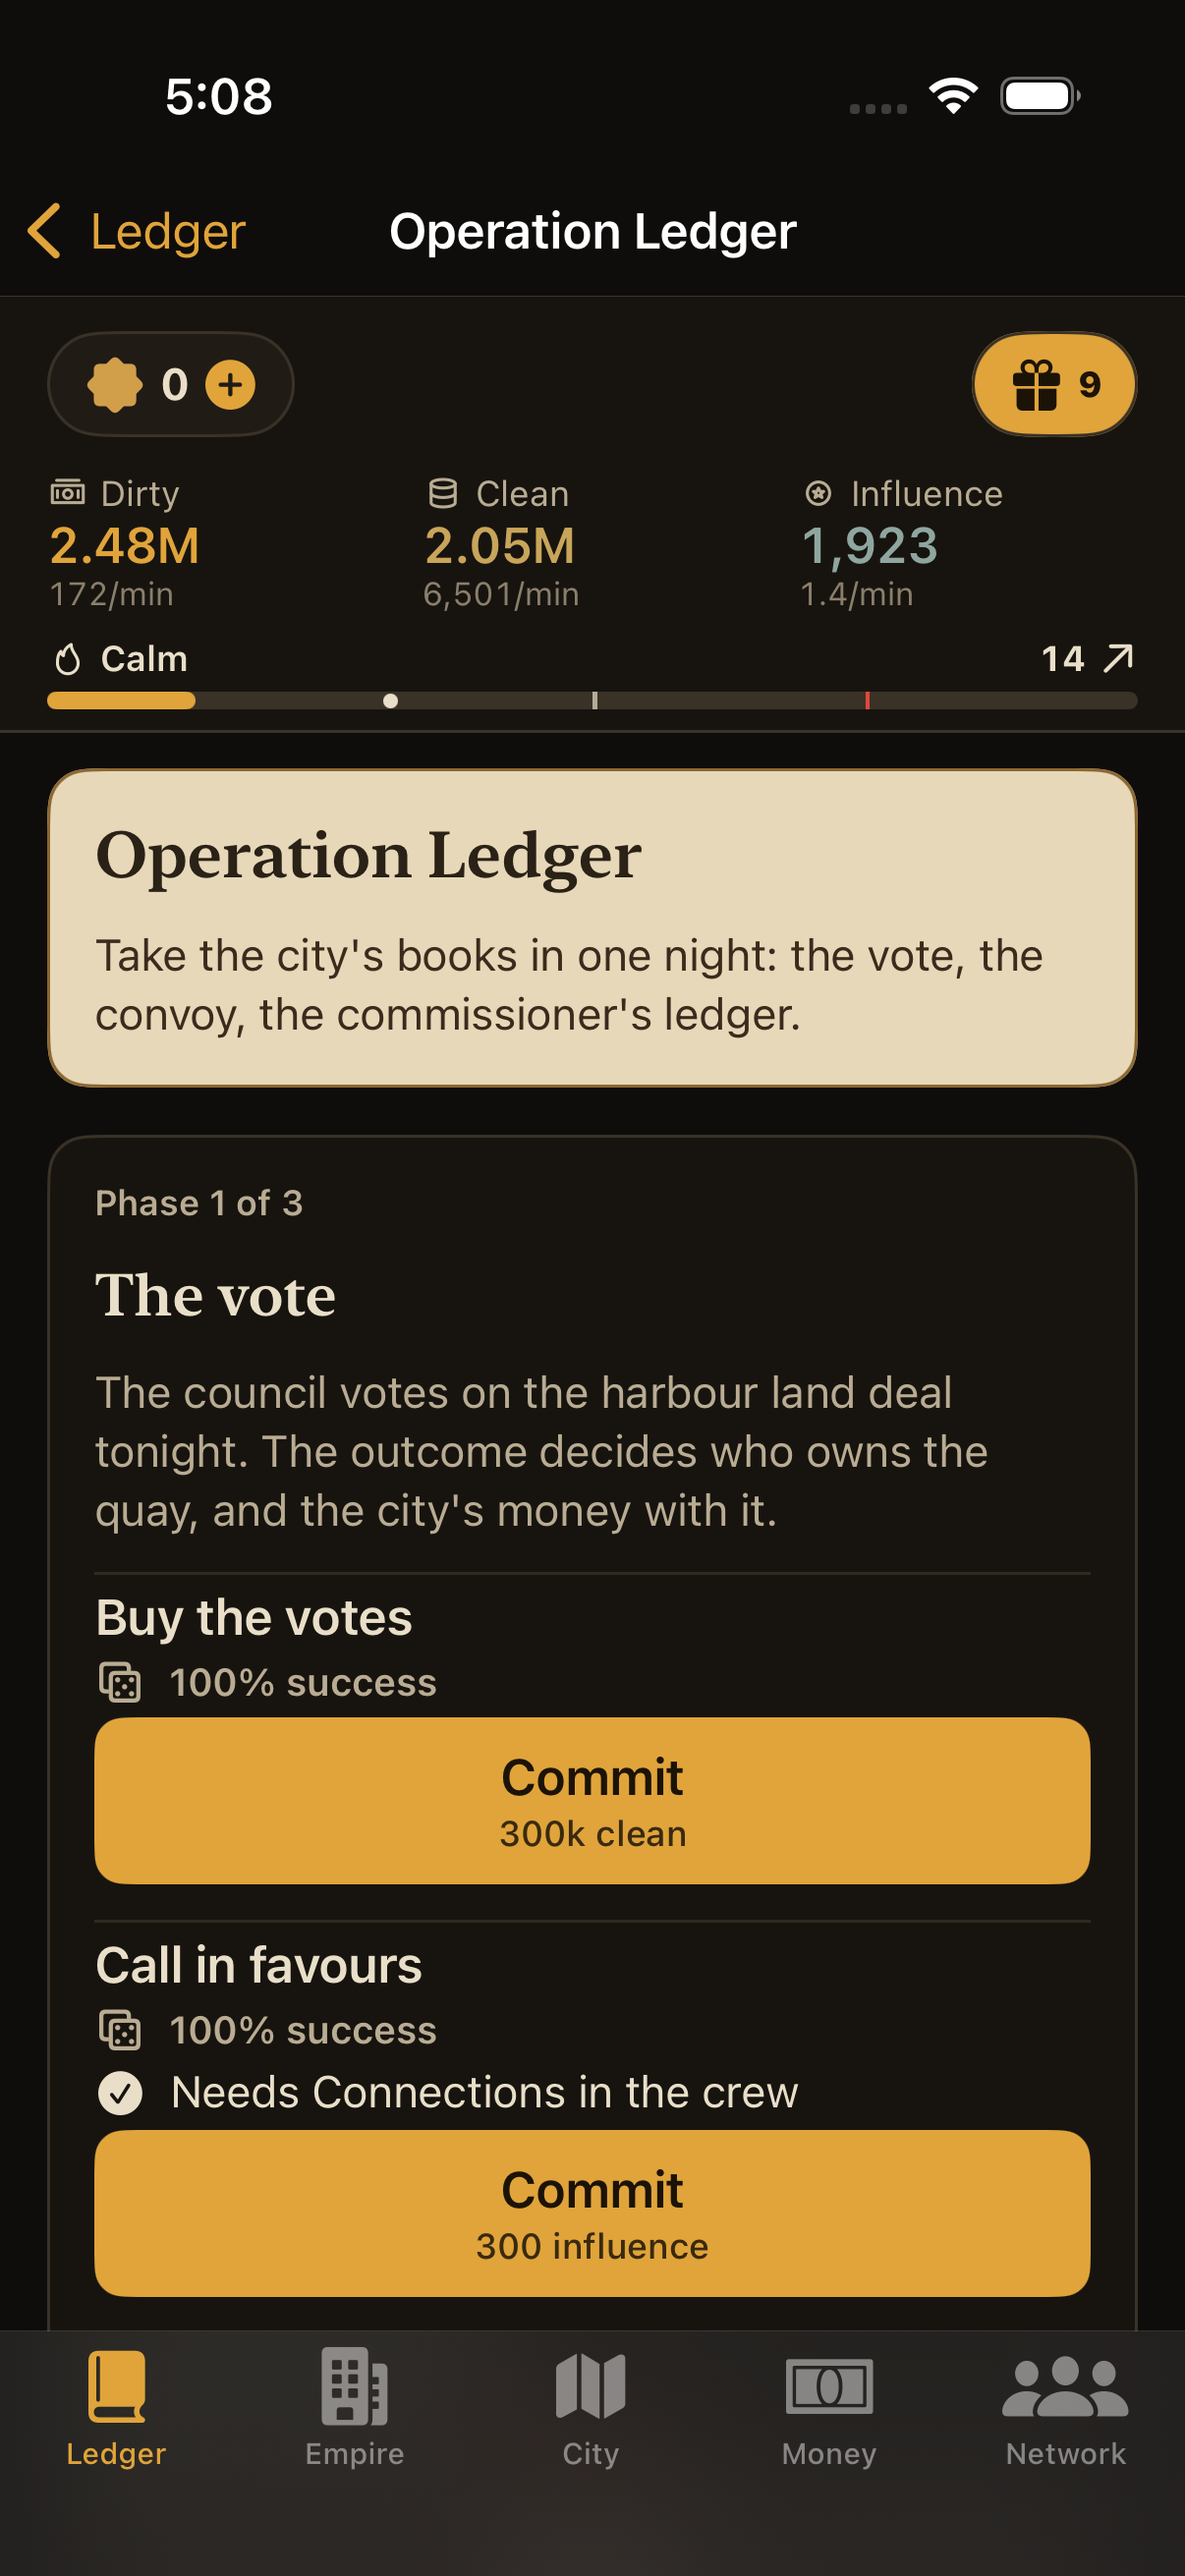 5:08
Ledger
Operation Ledger
0
9
Dirty
Clean
Influence
2.48M
2.05M
1,923
172/min
6,501/min
1.4/min
Calm
14
Operation Ledger
Take the city's books in one night: the vote, the
convoy, the commissioner's ledger.
Phase 1 of 3
The vote
The council votes on the harbour land deal
tonight. The outcome decides who owns the
quay, and the city's money with it.
Buy the votes
100% success
Commit
300k clean
Call in favours
100% success
Needs Connections in the crew
Commit
300 influence
Ledger
Empire
City
Money
Network